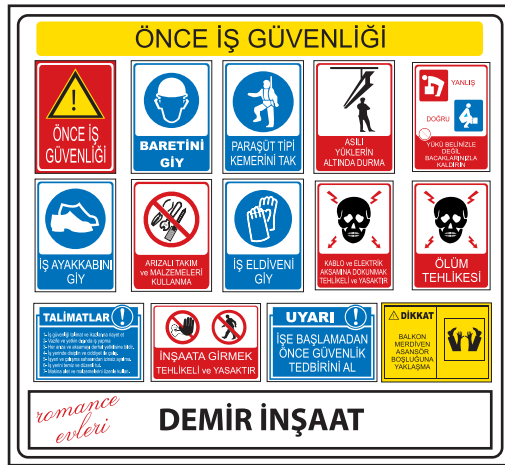 ÖNCE İŞ GÜVENLİĞİ
ÖNCE İŞ
GÜVENLİĞİ
BARETİNİ
GİY
PARAŞÜT TİPİ
KEMERİNİ TAK
ASILI
YÜKLERİN
ALTINDA DURMA
YANLIŞ
DOĞRU
YÜKÜ BELİNİZLE
DEĞİL
BACAKLARINIZLA
KALDIRIN
İŞ AYAKKABINI
GİY
ARIZALI TAKIM
ve MALZEMELERİ
KULLANMA
İŞ ELDİVENİ
GİY
KABLO ve ELEKTRİK
AKSAMINA DOKUNMAK
TEHLİKELİ ve YASAKTIR
ÖLÜM
TEHLİKESİ
TALİMATLAR
INŞAATA GİRMEK
TEHLİKELİ ve YASAKTIR
UYARI
İŞE BAŞLAMADAN
ÖNCE GÜVENLİK
TEDBİRİNİ AL
DİKKAT
BALKON
MERDİVEN
ASANSÖR
BOŞLUĞUNA
YAKLAŞMA
romance
evleri
DEMİR İNŞAAT